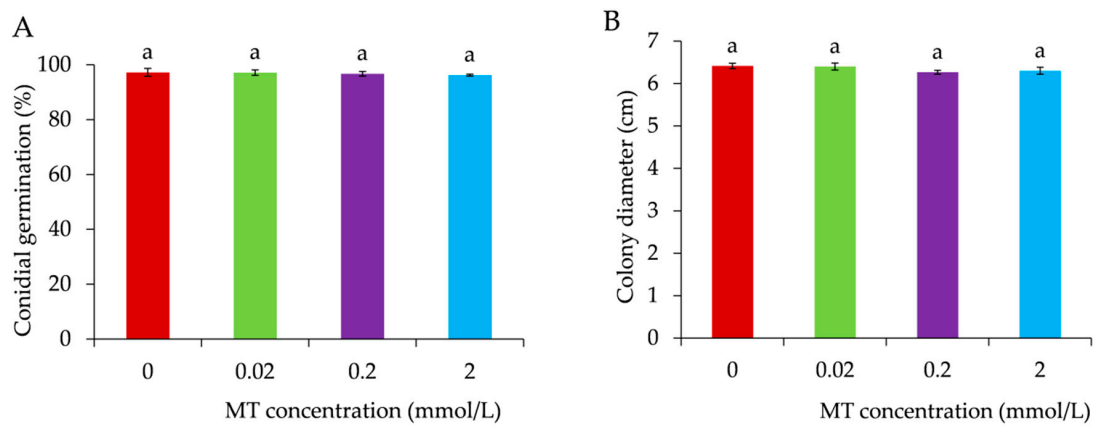 A
Conidial germination (%)
100
80
60
40
20
0
a a a a
0 0.02 0.2 2
MT concentration (mmol/L)
B
Colony diameter (cm)
7
6
5
4
3
2
1
0
a a a a
0 0.02 0.2 2
MT concentration (mmol/L)